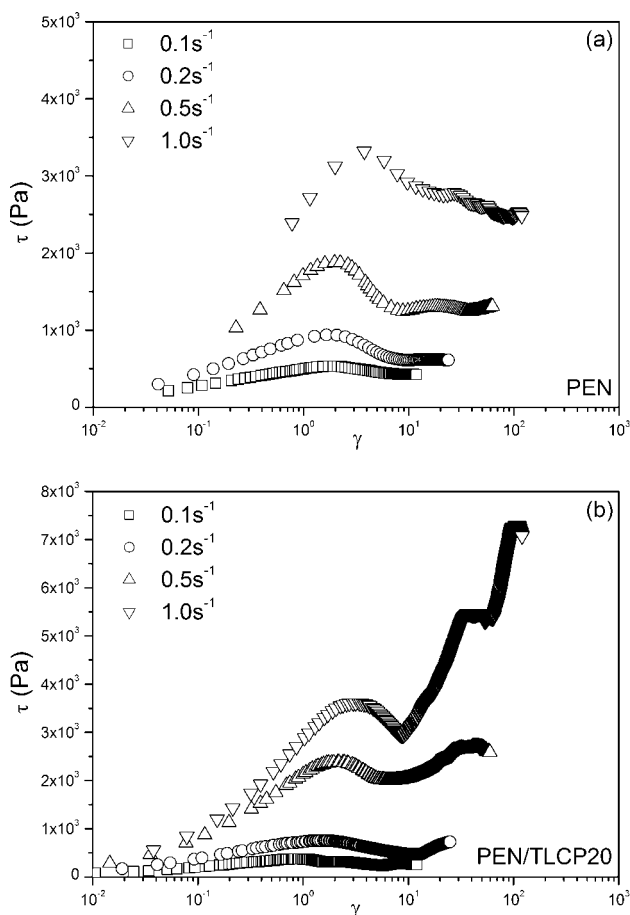 5x10³
4x10³
3x10³
2x10³
1x10³
0
τ (Pa)
(a)
0.1s⁻¹
0.2s⁻¹
0.5s⁻¹
1.0s⁻¹
PEN
10⁻²
10⁻¹
10⁰
10¹
10²
10³
γ
8x10³
7x10³
6x10³
5x10³
4x10³
3x10³
2x10³
1x10³
0
τ (Pa)
(b)
0.1s⁻¹
0.2s⁻¹
0.5s⁻¹
1.0s⁻¹
PEN/TLCP20
10⁻²
10⁻¹
10⁰
10¹
10²
10³
γ